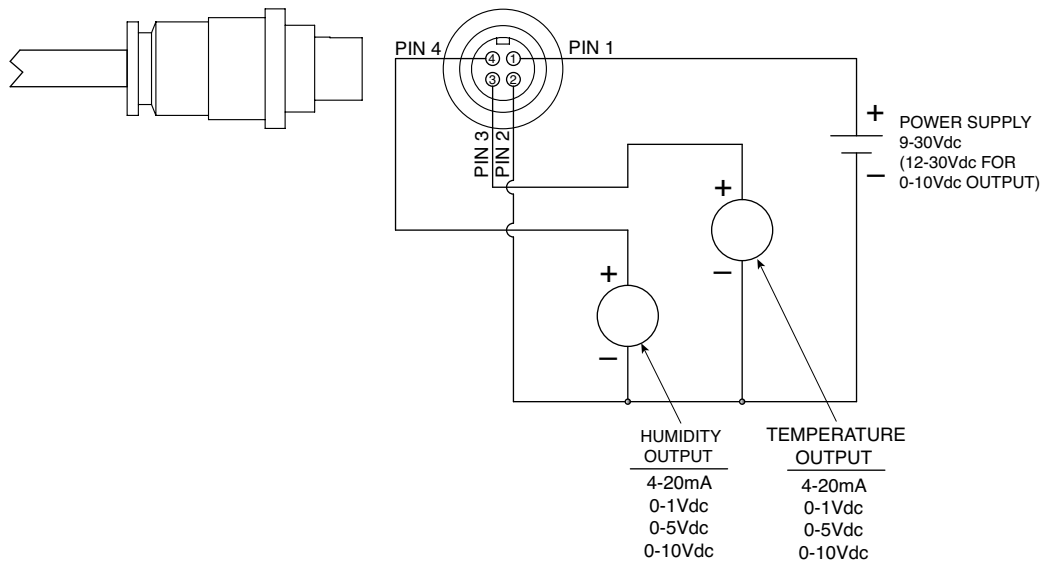 PIN 4
PIN 1
4 1
3 2
PIN 3
PIN 2
+
POWER SUPPLY
9-30Vdc
(12-30Vdc FOR
0-10Vdc OUTPUT)
–
+
–
+
–
HUMIDITY
OUTPUT
4-20mA
0-1Vdc
0-5Vdc
0-10Vdc
TEMPERATURE
OUTPUT
4-20mA
0-1Vdc
0-5Vdc
0-10Vdc